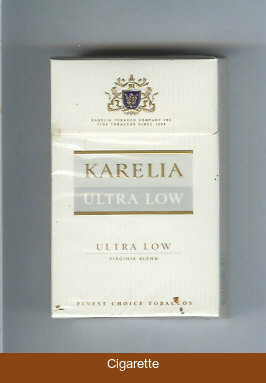 KARELIA TOBACCO COMPANY INC
FINE TOBACCOS SINCE 1888
KARELIA
ULTRA LOW
ULTRA LOW
VIRGINIA BLEND
FINEST CHOICE TOBACCOS
Cigarette